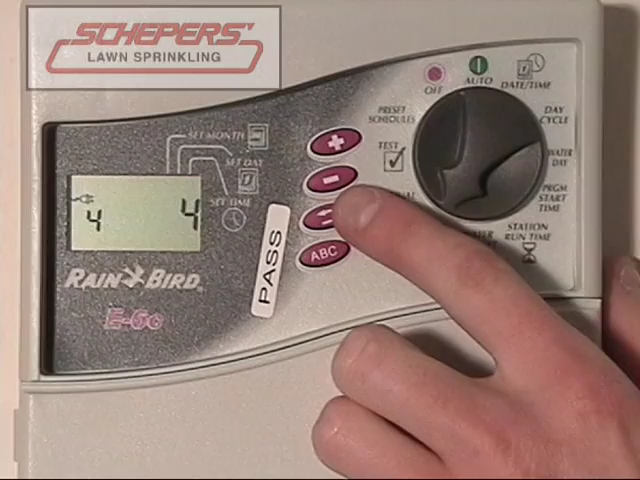 SCHEPERS'
LAWN SPRINKLING
OFF
AUTO
DATE/TIME
PRESET
SCHEDULES
DAY
CYCLE
TEST
WATER
DAY
PRGM
START
TIME
STATION
RUN TIME
SET MONTH
SET DAY
SET TIME
4 4
RAIN BIRD
E-6c
PASS
ABC